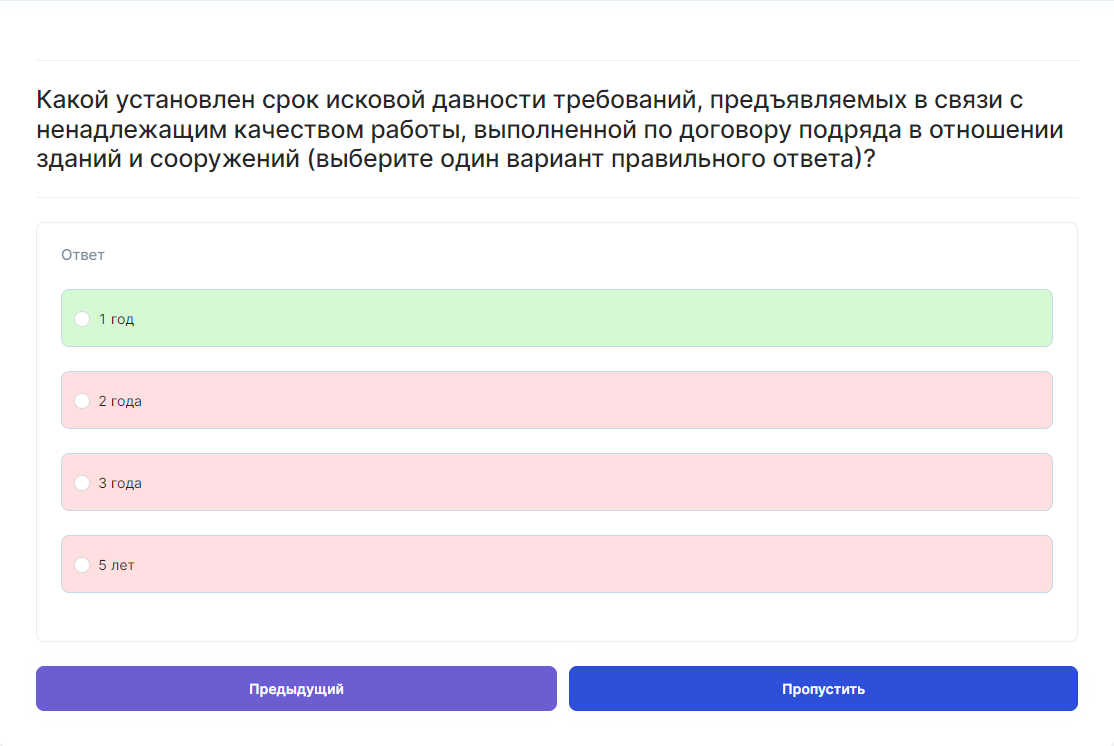 Какой установлен срок исковой давности требований, предъявляемых в связи с
ненадлежащим качеством работы, выполненной по договору подряда в отношении
зданий и сооружений (выберите один вариант правильного ответа)?
Ответ
1 год
2 года
3 года
5 лет
Предыдущий
Пропустить